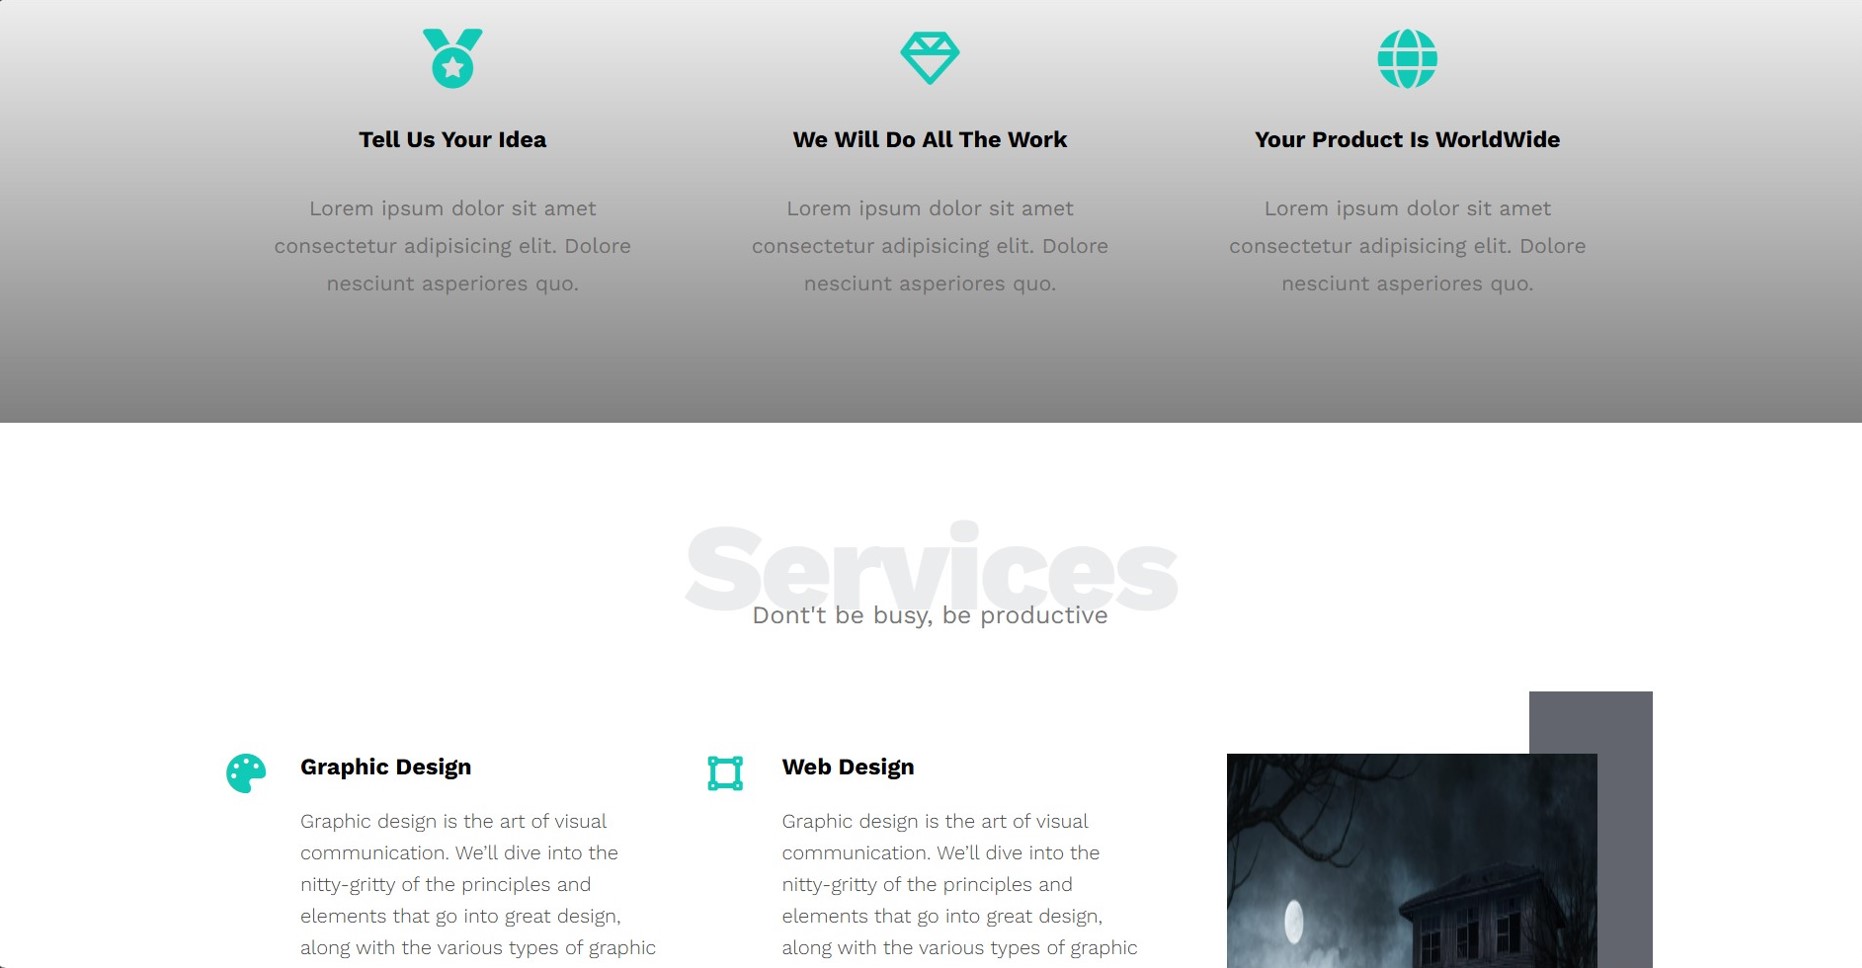 Tell Us Your Idea
Lorem ipsum dolor sit amet
consectetur adipisicing elit. Dolore
nesciunt asperiores quo.
We Will Do All The Work
Lorem ipsum dolor sit amet
consectetur adipisicing elit. Dolore
nesciunt asperiores quo.
Your Product Is WorldWide
Lorem ipsum dolor sit amet
consectetur adipisicing elit. Dolore
nesciunt asperiores quo.
Services
Dont't be busy, be productive
Graphic Design
Graphic design is the art of visual
communication. We’ll dive into the
nitty-gritty of the principles and
elements that go into great design,
along with the various types of graphic
Web Design
Graphic design is the art of visual
communication. We’ll dive into the
nitty-gritty of the principles and
elements that go into great design,
along with the various types of graphic